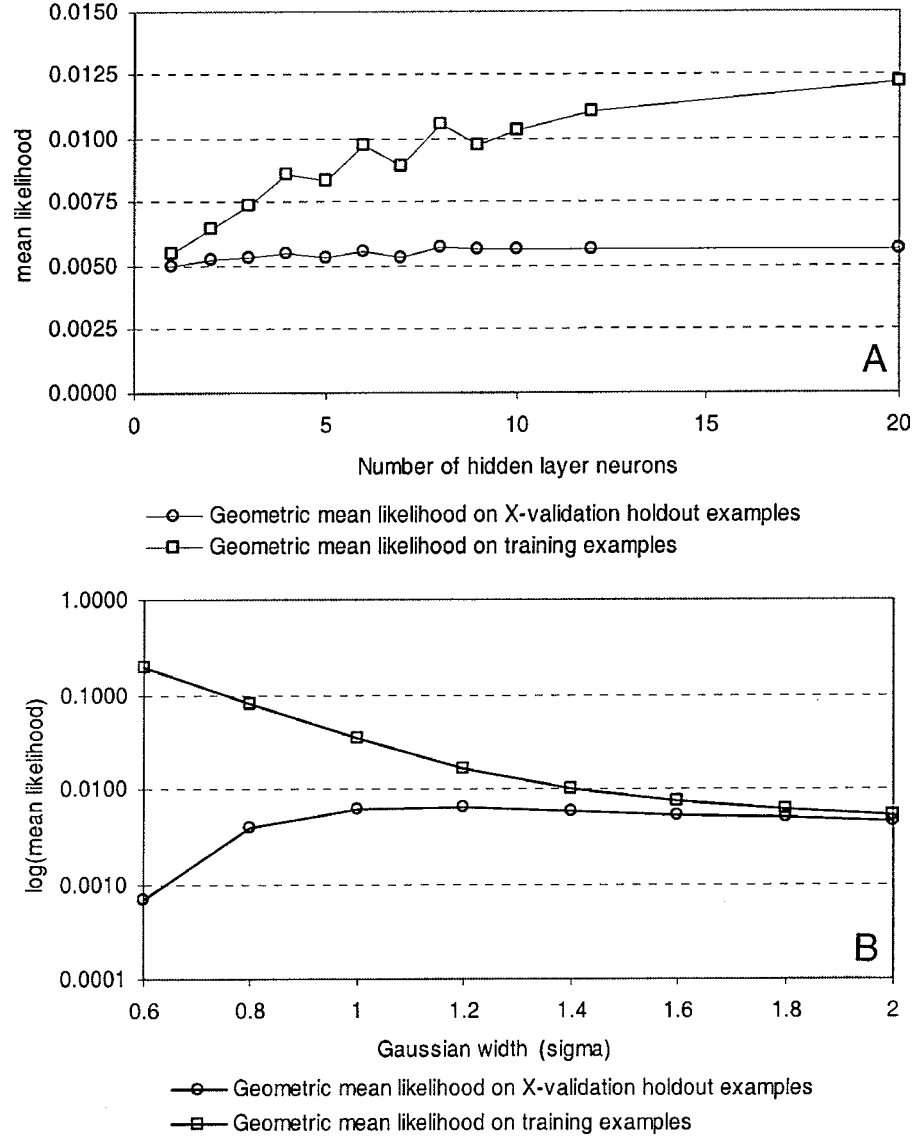 0.0150
0.0125
0.0100
0.0075
0.0050
0.0025
0.0000
mean likelihood
A
0 5 10 15 20
Number of hidden layer neurons
Geometric mean likelihood on X-validation holdout examples
Geometric mean likelihood on training examples
1.0000
0.1000
0.0100
0.0010
0.0001
log(mean likelihood)
B
0.6 0.8 1 1.2 1.4 1.6 1.8 2
Gaussian width (sigma)
Geometric mean likelihood on X-validation holdout examples
Geometric mean likelihood on training examples